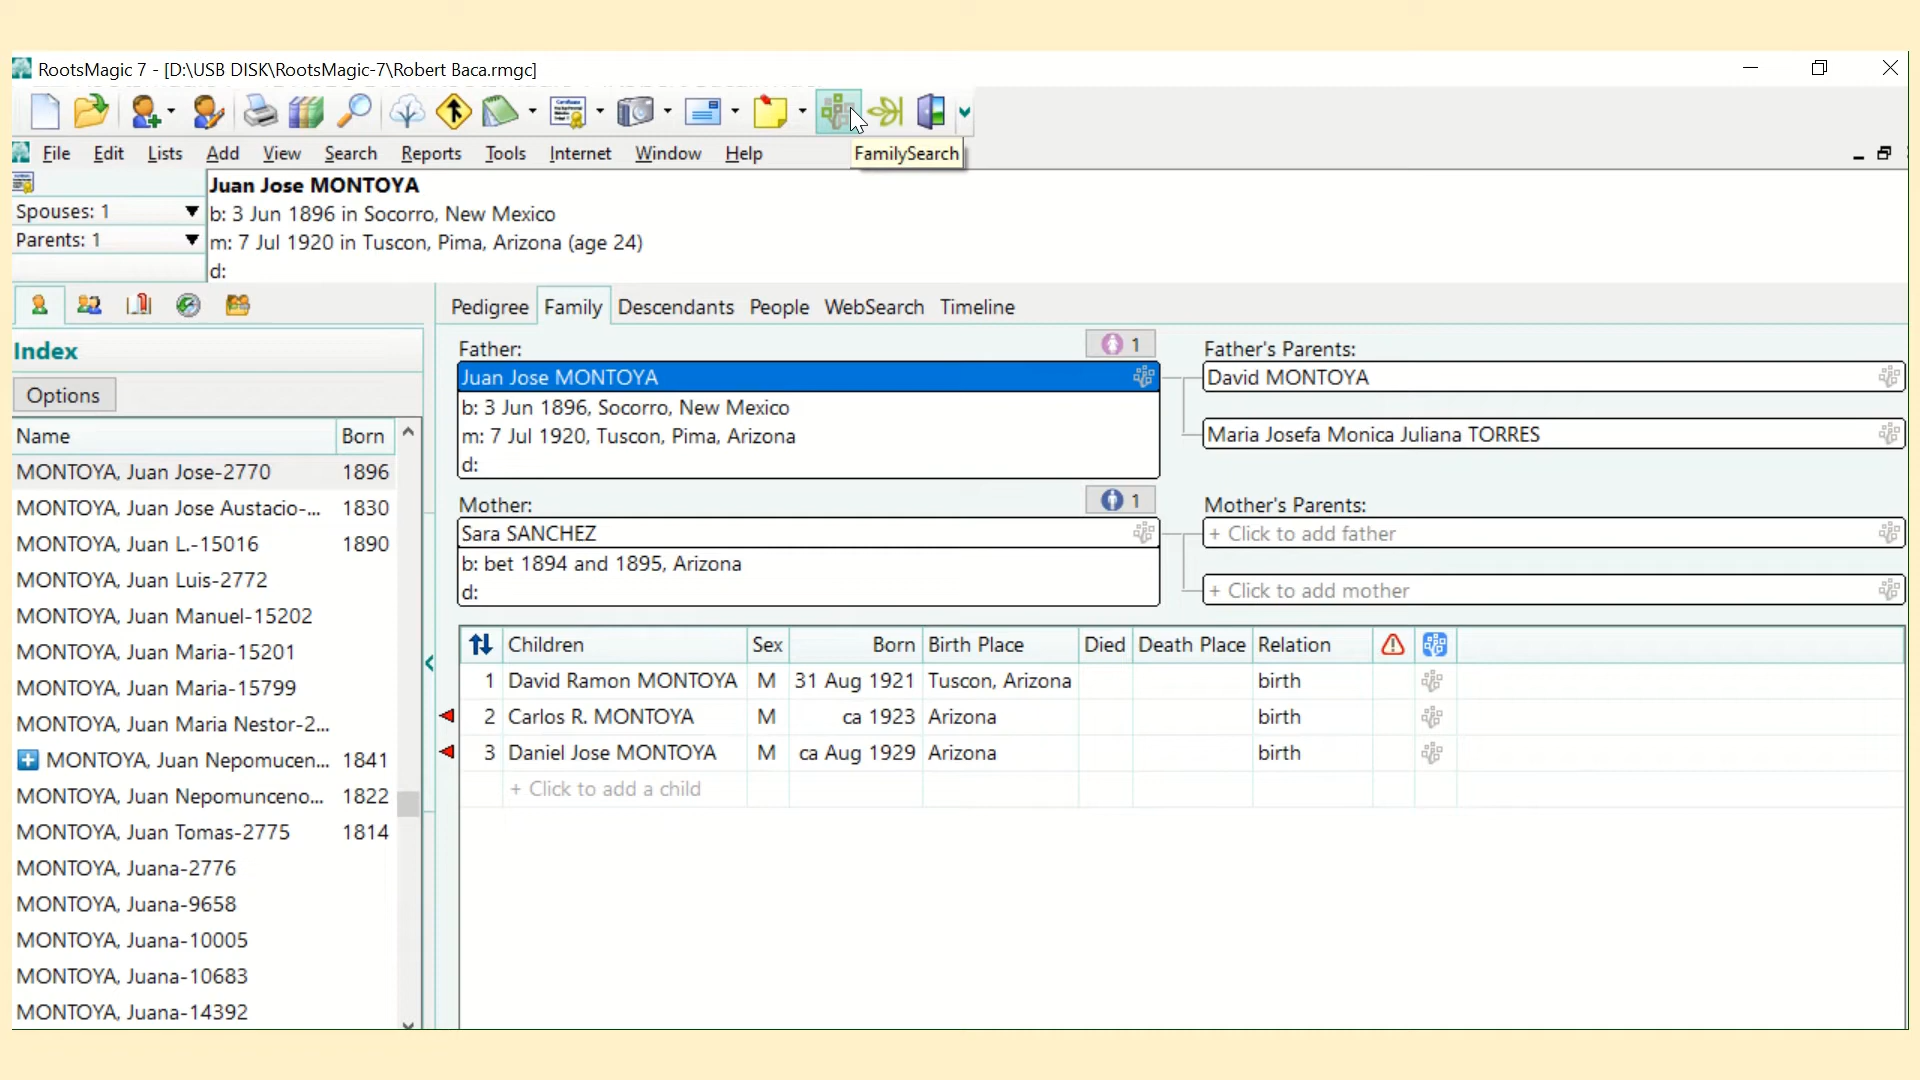 RootsMagic 7 - [D:\USB DISK\RootsMagic-7\Robert Baca.rmgc]
File Edit Lists Add View Search Reports Tools Internet Window Help
FamilySearch
Juan Jose MONTOYA
Spouses: 1
b: 3 Jun 1896 in Socorro, New Mexico
Parents: 1
m: 7 Jul 1920 in Tuscon, Pima, Arizona (age 24)
d:
Pedigree Family Descendants People WebSearch Timeline
Index
Options
Name Born
MONTOYA, Juan Jose-2770 1896
MONTOYA, Juan Jose Austacio-... 1830
MONTOYA, Juan L.-15016 1890
MONTOYA, Juan Luis-2772
MONTOYA, Juan Manuel-15202
MONTOYA, Juan Maria-15201
MONTOYA, Juan Maria-15799
MONTOYA, Juan Maria Nestor-2...
MONTOYA, Juan Nepomucen... 1841
MONTOYA, Juan Nepomunceno... 1822
MONTOYA, Juan Tomas-2775 1814
MONTOYA, Juana-2776
MONTOYA, Juana-9658
MONTOYA, Juana-10005
MONTOYA, Juana-10683
MONTOYA, Juana-14392
Father: 1
Juan Jose MONTOYA
b: 3 Jun 1896, Socorro, New Mexico
m: 7 Jul 1920, Tuscon, Pima, Arizona
d:
Father's Parents:
David MONTOYA
Maria Josefa Monica Juliana TORRES
Mother: 1
Sara SANCHEZ
b: bet 1894 and 1895, Arizona
d:
Mother's Parents:
+ Click to add father
+ Click to add mother
Children Sex Born Birth Place Died Death Place Relation
1 David Ramon MONTOYA M 31 Aug 1921 Tuscon, Arizona birth
2 Carlos R. MONTOYA M ca 1923 Arizona birth
3 Daniel Jose MONTOYA M ca Aug 1929 Arizona birth
+ Click to add a child